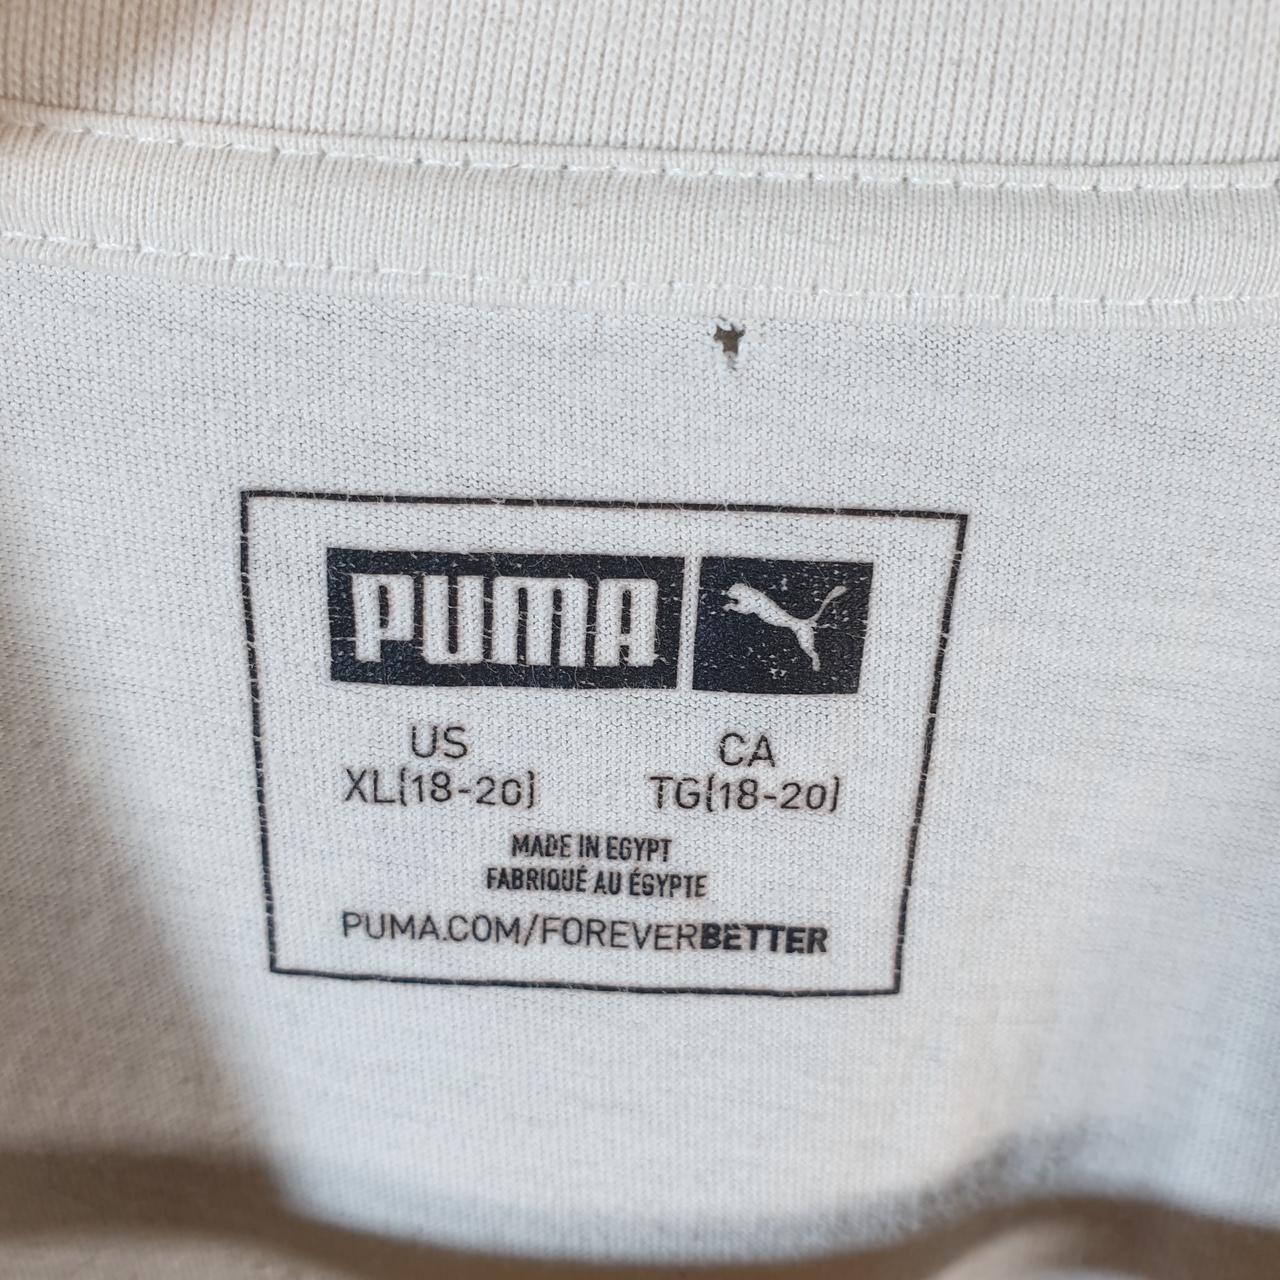 PUMA
US CA
XL(18-20) TG(18-20)
MADE IN EGYPT
FABRIQUÉ AU ÉGYPTE
PUMA.COM/FOREVERBETTER